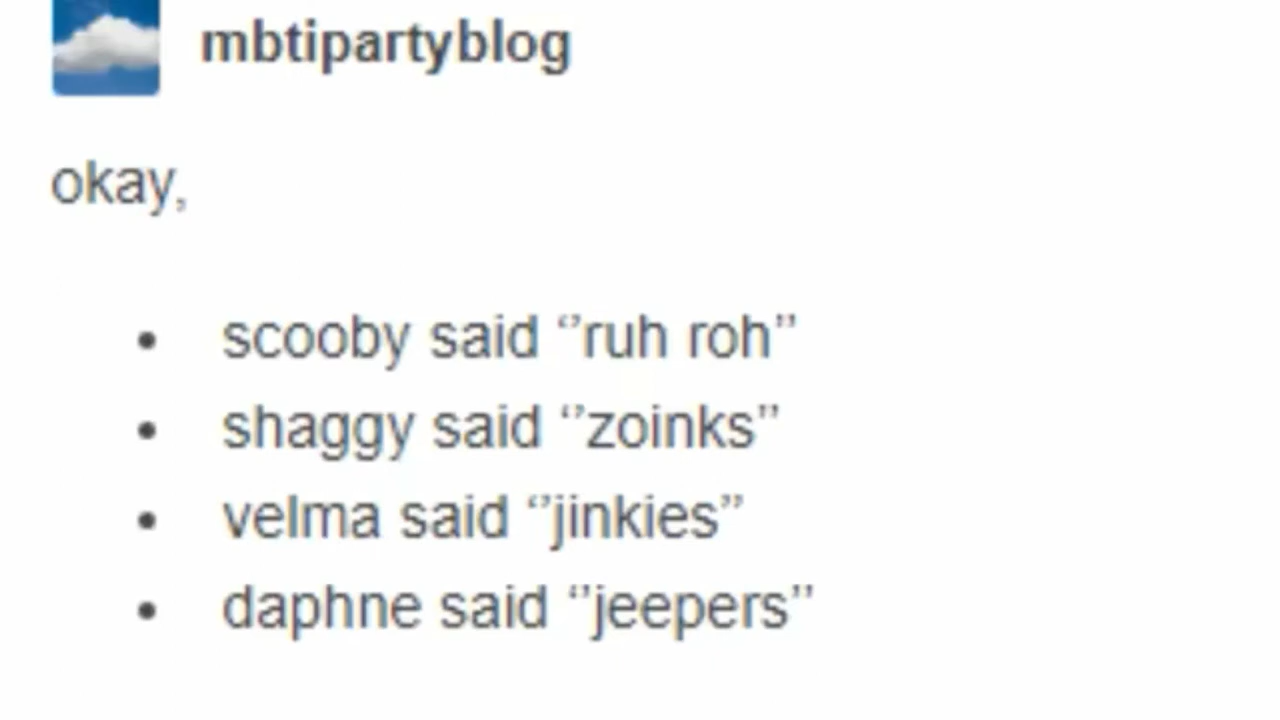 mbtipartyblog
okay,
• scooby said ‘’ruh roh’’
• shaggy said ‘’zoinks’’
• velma said ‘’jinkies’’
• daphne said ‘’jeepers’’